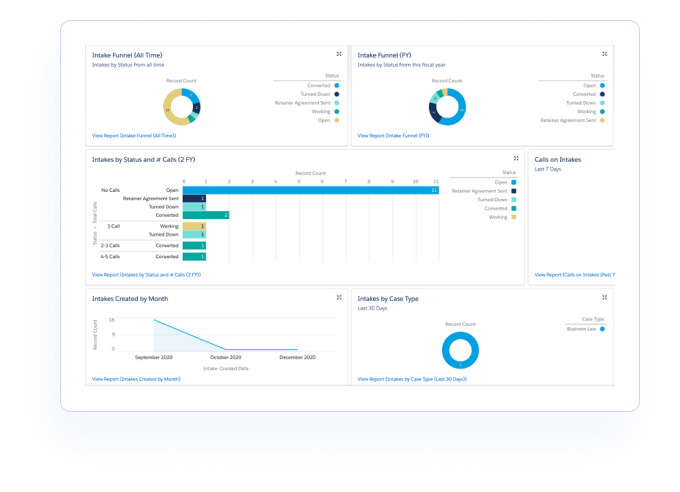 Intake Funnel (All Time)
Intakes by Status from all time
Record Count
Status
Converted
Turned Down
Retainer Agreement Sent
Working
Open
View Report (Intake Funnel (All Time))
Intake Funnel (FY)
Intakes by Status from this fiscal year
Record Count
Status
Open
Converted
Turned Down
Working
Retainer Agreement Sent
View Report (Intake Funnel (FY))
Intakes by Status and # Calls (2 FY)
Record Count
0 1 2 3 4 5 6 7 8 9 10 11
Status > Total Calls
No Calls Open 11
Retainer Agreement Sent 1
Turned Down 1
Converted 2
1 Call Working 1
Turned Down 1
2-3 Calls Converted 1
4-5 Calls Converted 1
Status
Open
Retainer Agreement Sent
Turned Down
Converted
Working
View Report (Intakes by Status and # Calls (2 FY))
Calls on Intakes
Last 7 Days
View Report (Calls on Intakes (Past 7
Intakes Created by Month
Record Count
18
9
0
September 2020 October 2020 December 2020
Intake: Created Date
View Report (Intakes Created by Month)
Intakes by Case Type
Last 30 Days
Record Count
Case Type
Business Law
1
View Report (Intakes by Case Type (Last 30 Days))